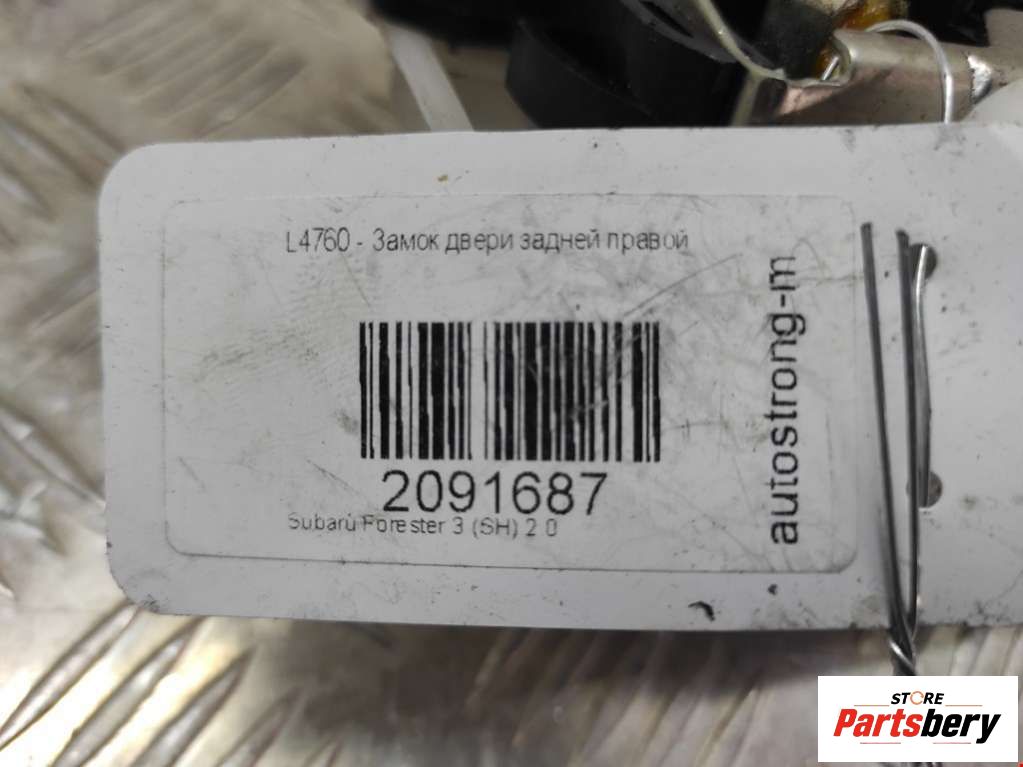 L4760 - Замок двери задней правой
2091687
Subaru Forester 3 (SH) 2 0
autostrong-m
STORE
Partsbery